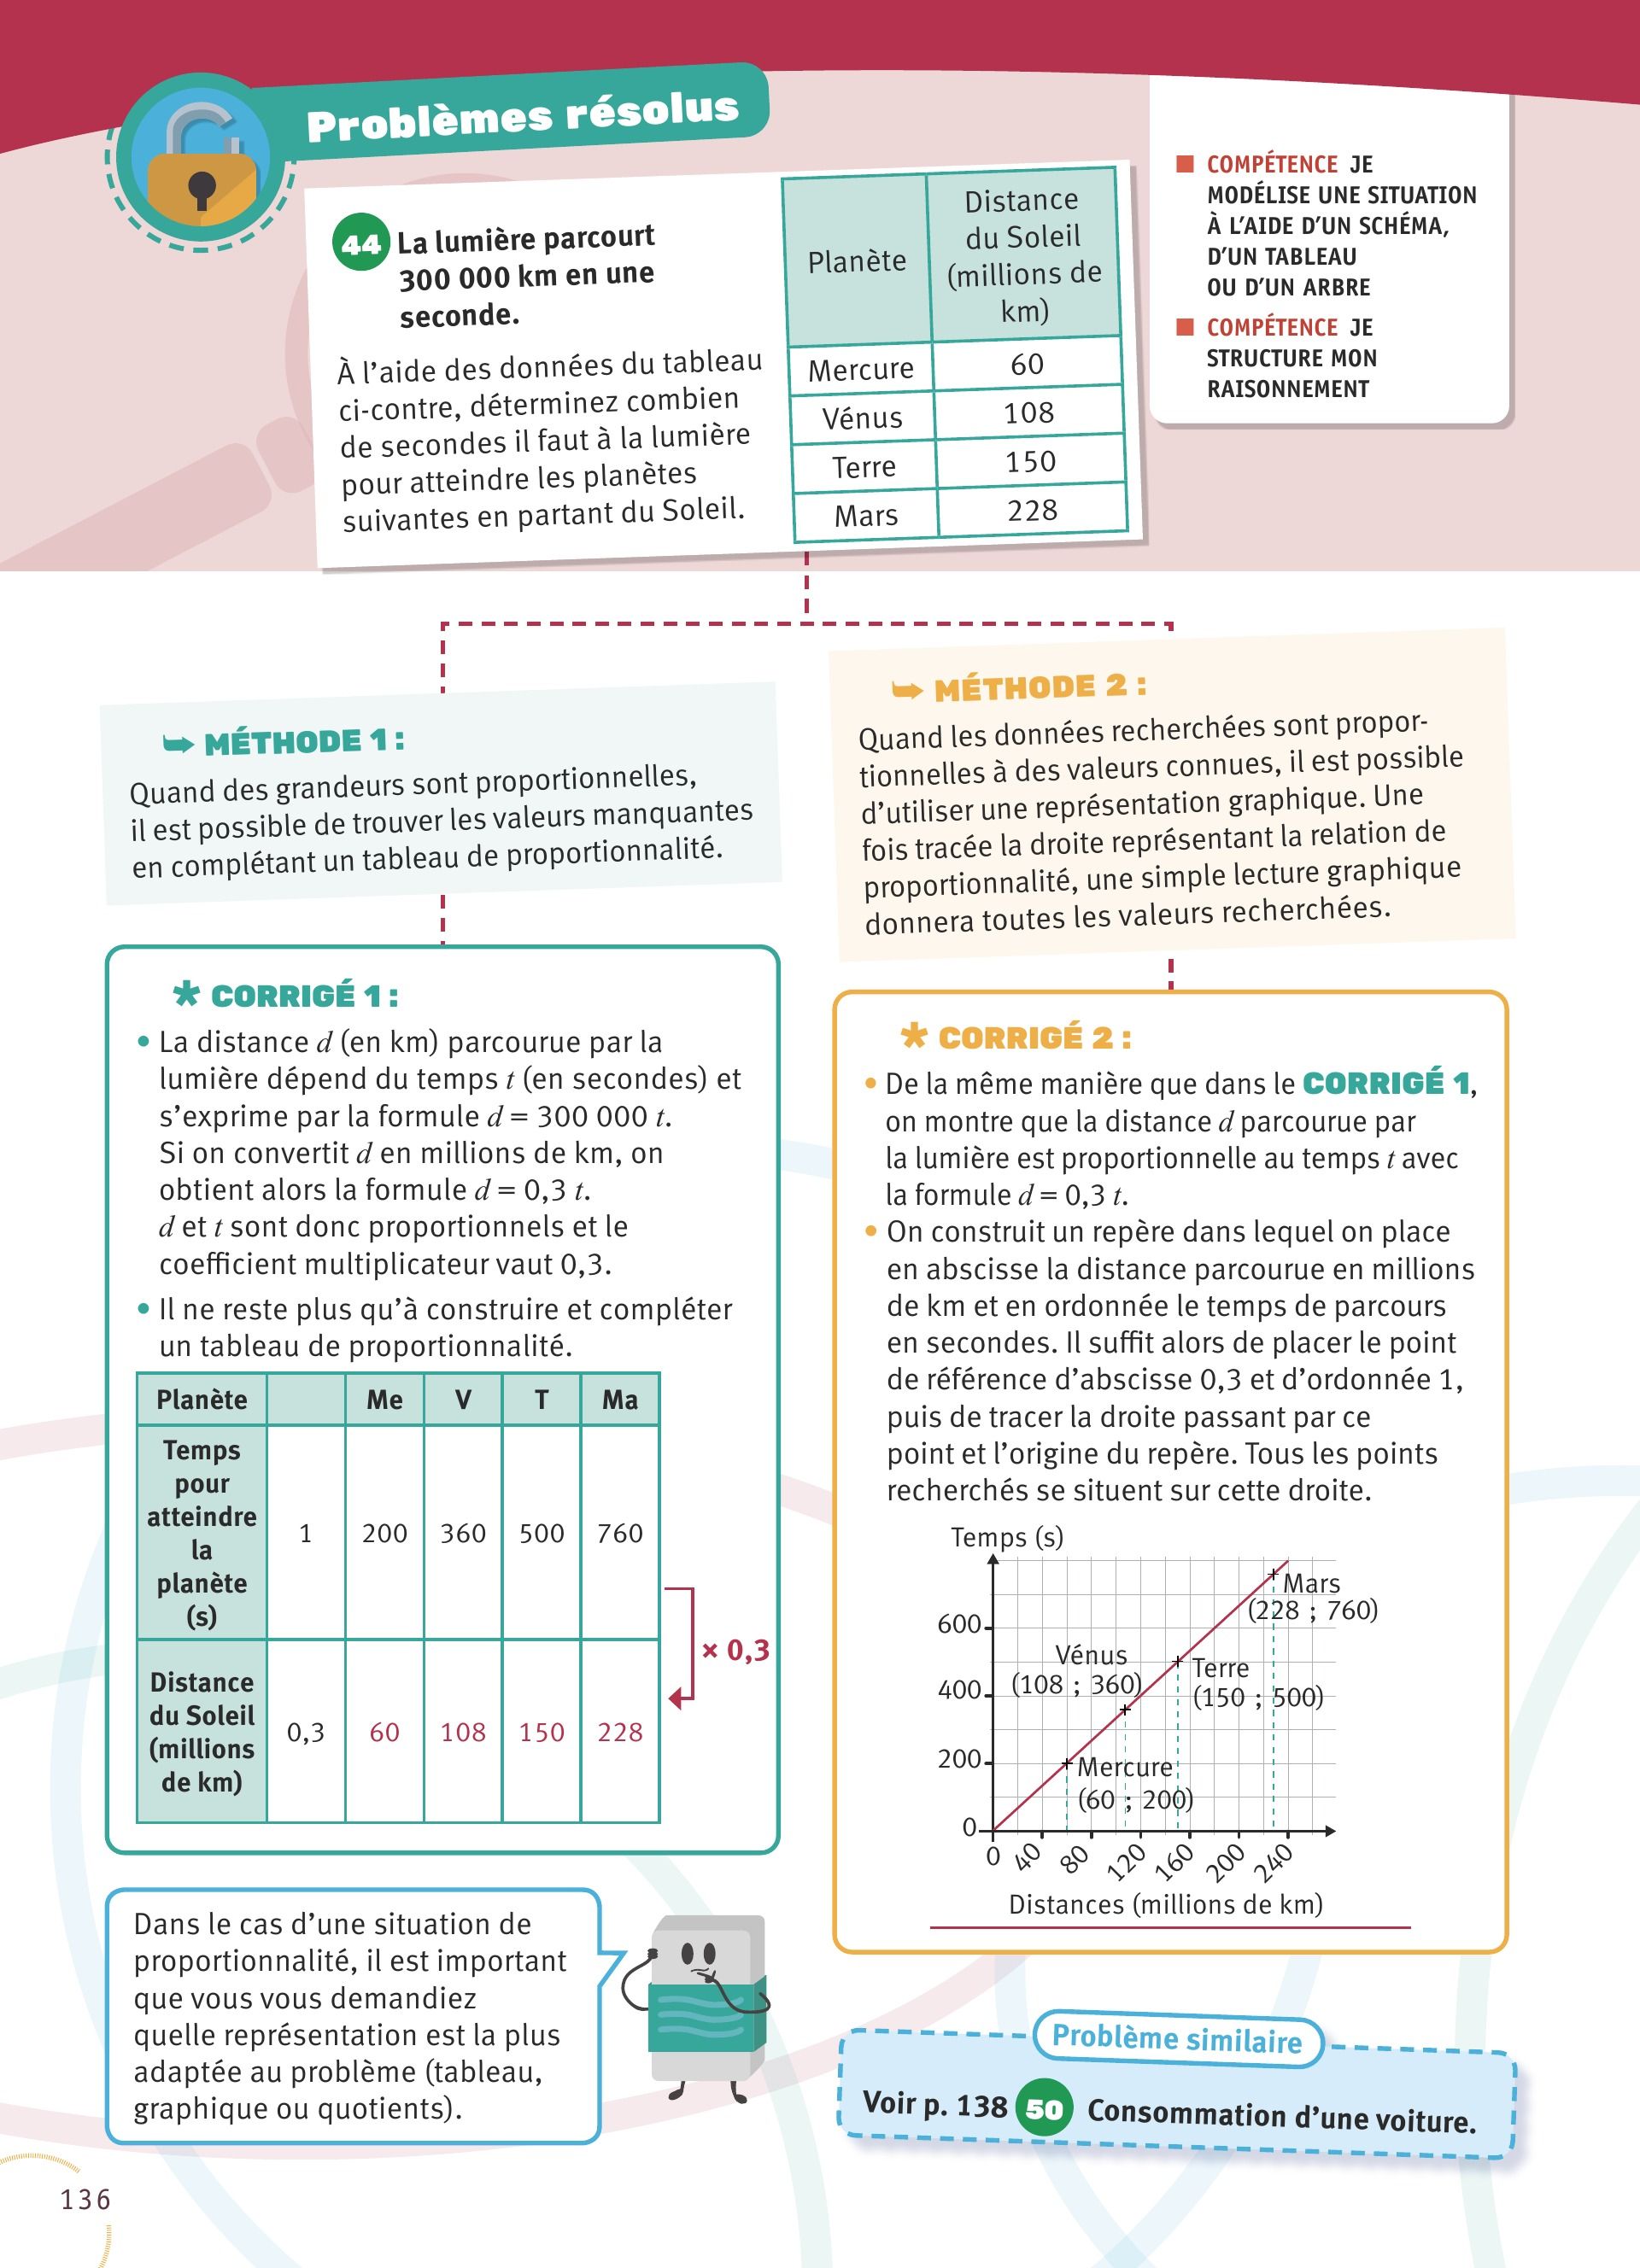 Problèmes résolus
44 La lumière parcourt
300 000 km en une
seconde.
À l’aide des données du tableau
ci-contre, déterminez combien
de secondes il faut à la lumière
pour atteindre les planètes
suivantes en partant du Soleil.
Planète
Distance
du Soleil
(millions de
km)
Mercure 60
Vénus 108
Terre 150
Mars 228
COMPÉTENCE JE
MODÉLISE UNE SITUATION
À L’AIDE D’UN SCHÉMA,
D’UN TABLEAU
OU D’UN ARBRE
COMPÉTENCE JE
STRUCTURE MON
RAISONNEMENT
MÉTHODE 1 :
Quand des grandeurs sont proportionnelles,
il est possible de trouver les valeurs manquantes
en complétant un tableau de proportionnalité.
* CORRIGÉ 1 :
• La distance d (en km) parcourue par la
lumière dépend du temps t (en secondes) et
s’exprime par la formule d = 300 000 t.
Si on convertit d en millions de km, on
obtient alors la formule d = 0,3 t.
d et t sont donc proportionnels et le
coefficient multiplicateur vaut 0,3.
• Il ne reste plus qu’à construire et compléter
un tableau de proportionnalité.
Planète Me V T Ma
Temps
pour
atteindre
la
planète
(s)
1 200 360 500 760
Distance
du Soleil
(millions
de km)
0,3 60 108 150 228
× 0,3
Dans le cas d’une situation de
proportionnalité, il est important
que vous vous demandiez
quelle représentation est la plus
adaptée au problème (tableau,
graphique ou quotients).
MÉTHODE 2 :
Quand les données recherchées sont propor-
tionnelles à des valeurs connues, il est possible
d’utiliser une représentation graphique. Une
fois tracée la droite représentant la relation de
proportionnalité, une simple lecture graphique
donnera toutes les valeurs recherchées.
* CORRIGÉ 2 :
• De la même manière que dans le CORRIGÉ 1,
on montre que la distance d parcourue par
la lumière est proportionnelle au temps t avec
la formule d = 0,3 t.
• On construit un repère dans lequel on place
en abscisse la distance parcourue en millions
de km et en ordonnée le temps de parcours
en secondes. Il suffit alors de placer le point
de référence d’abscisse 0,3 et d’ordonnée 1,
puis de tracer la droite passant par ce
point et l’origine du repère. Tous les points
recherchés se situent sur cette droite.
Temps (s)
Mars
(228 ; 760)
600
Vénus
(108 ; 360)
Terre
(150 ; 500)
400
200
Mercure
(60 ; 200)
0
0 40 80 120 160 200 240
Distances (millions de km)
Problème similaire
Voir p. 138 50 Consommation d’une voiture.
136